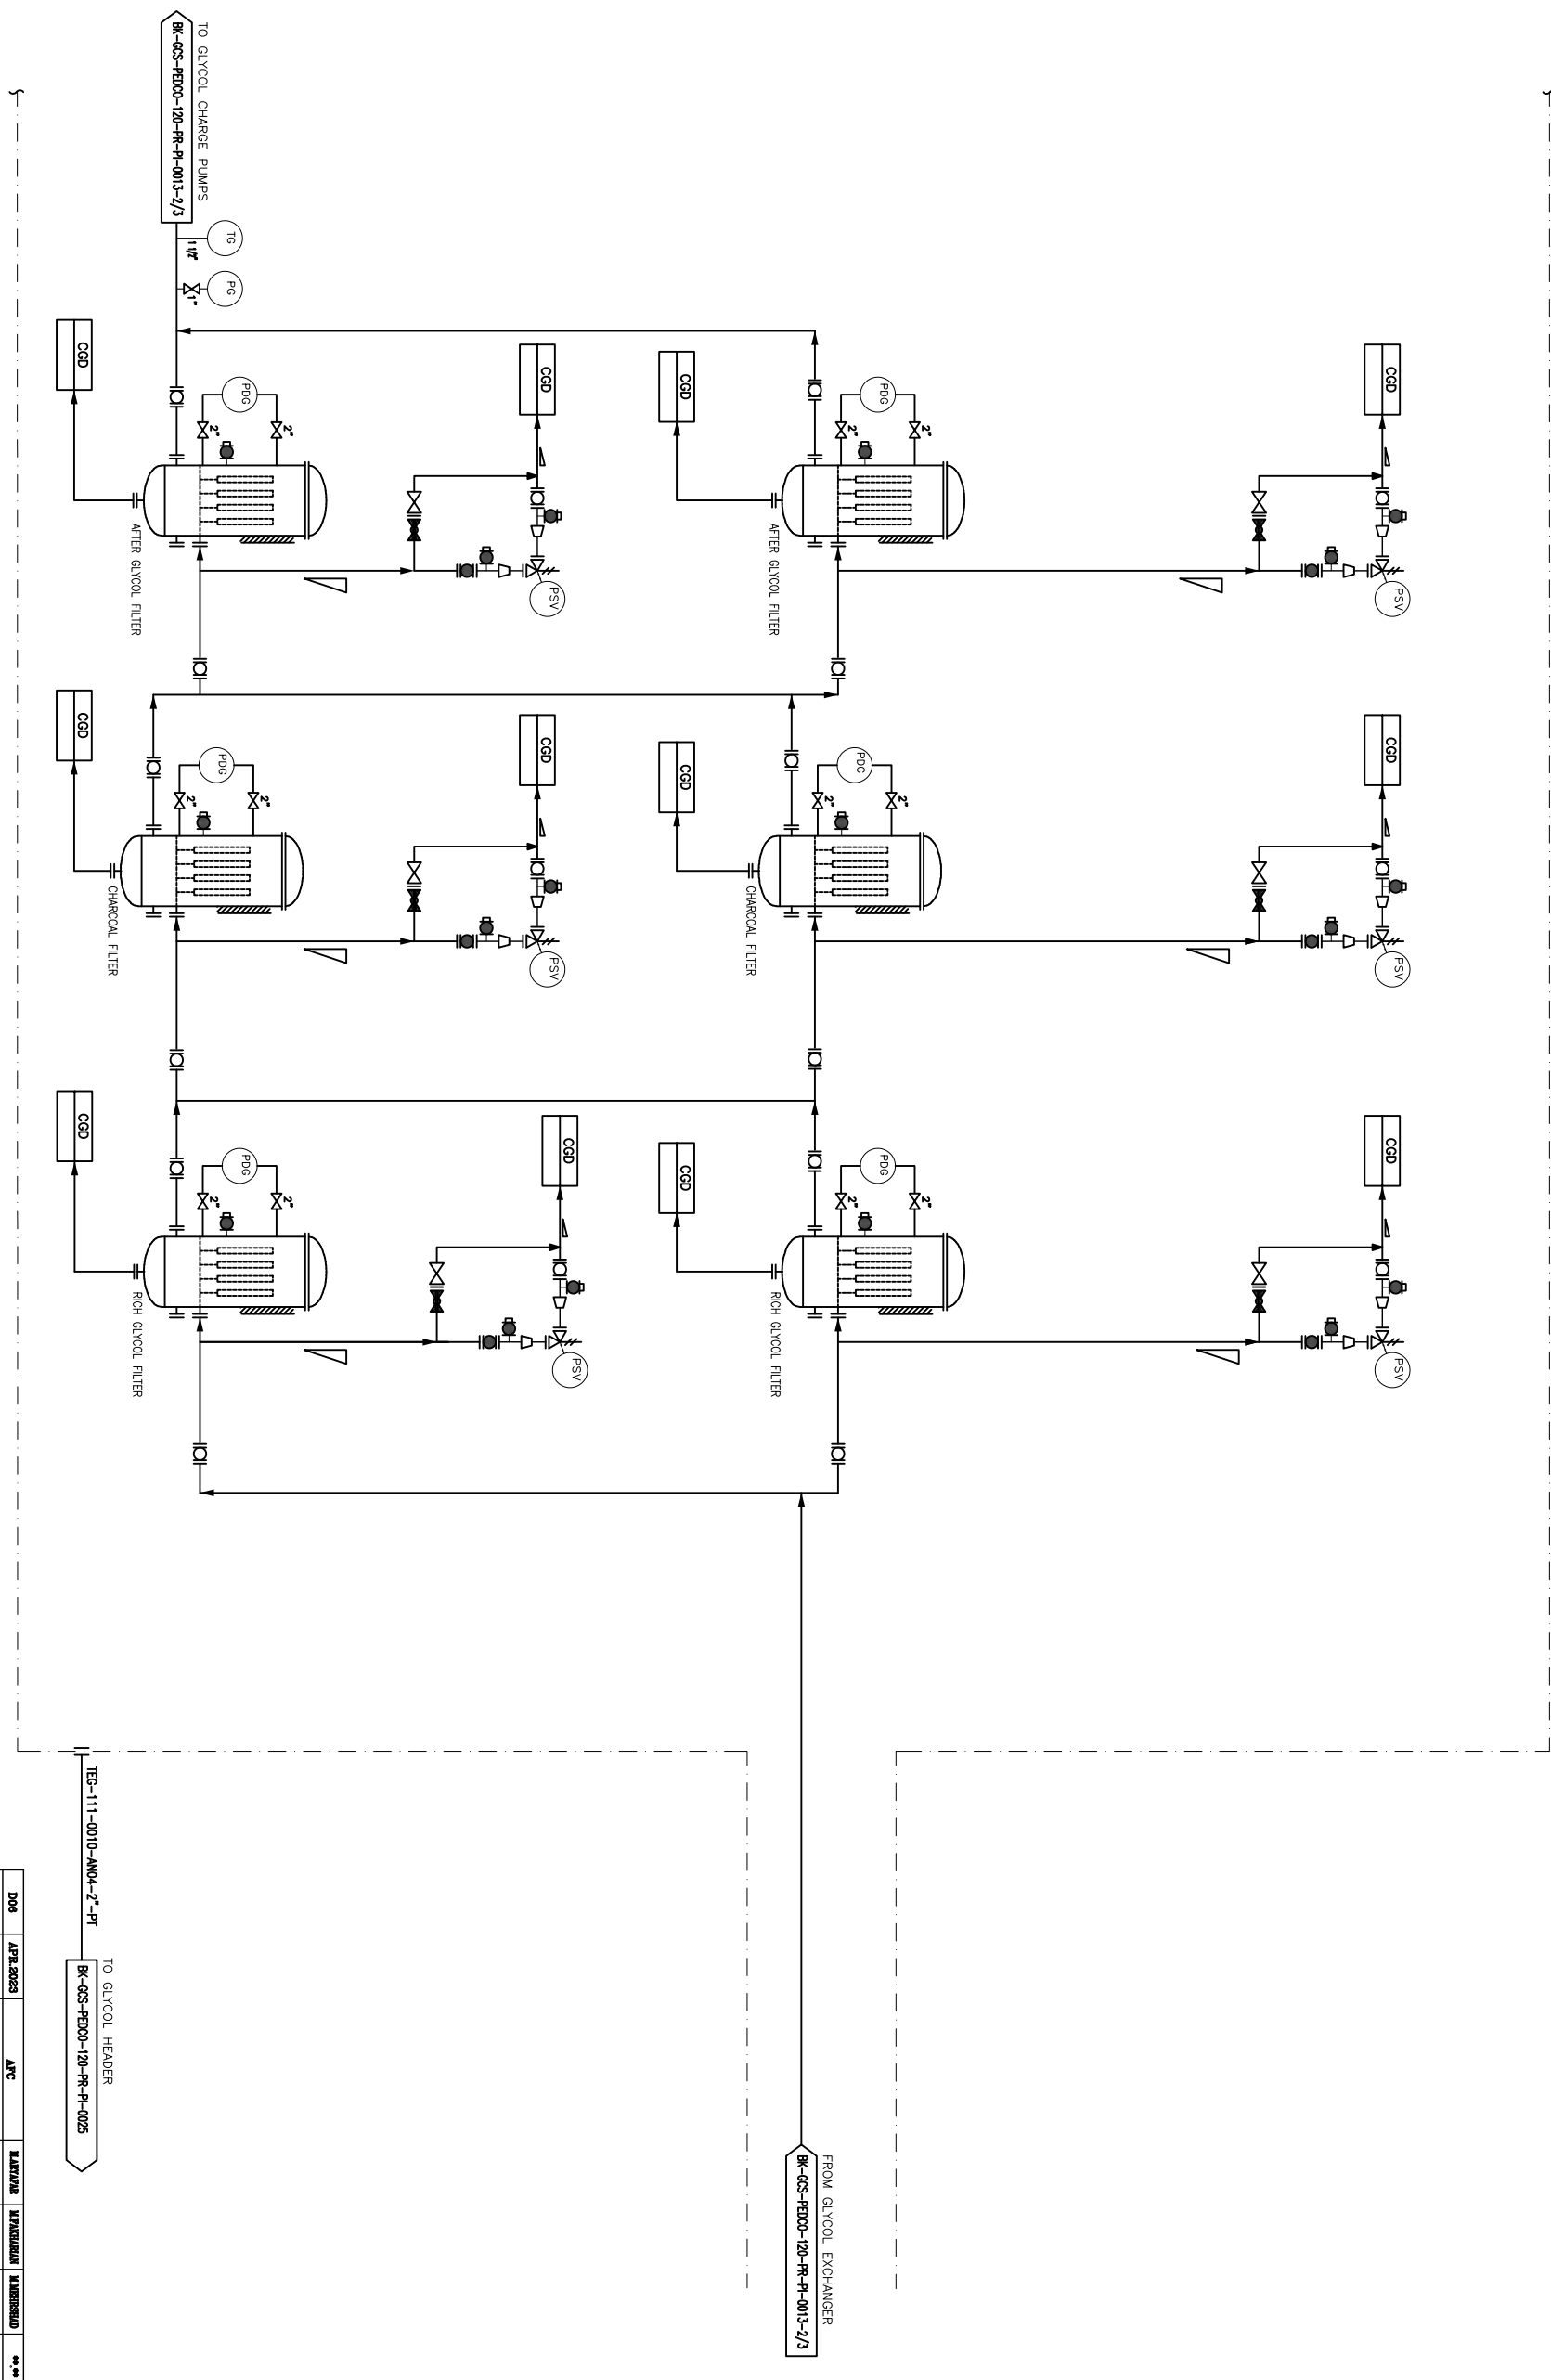 CGD
PSV
CGD
PSV
CGD
PSV
PDG
2"
2"
PDG
2"
2"
PDG
2"
2"
FROM GLYCOL EXCHANGER
BK-GCS-PEDCO-120-PR-PI-0013-2/3
AFTER GLYCOL FILTER
CHARCOAL FILTER
RICH GLYCOL FILTER
CGD
CGD
CGD
CGD
PSV
CGD
PSV
CGD
PSV
PDG
2"
2"
PDG
2"
2"
PDG
2"
2"
TO GLYCOL CHARGE PUMPS
BK-GCS-PEDCO-120-PR-PI-0013-2/3
TG
1 1/2"
PG
1"
AFTER GLYCOL FILTER
CHARCOAL FILTER
RICH GLYCOL FILTER
CGD
CGD
CGD
TEG-111-0010-AN04-2"-PT
TO GLYCOL HEADER
BK-GCS-PEDCO-120-PR-PI-0025
D06 APR.2023 AFC M.ARYAFAR M.FAKHARIAN M.MEHRSHAD